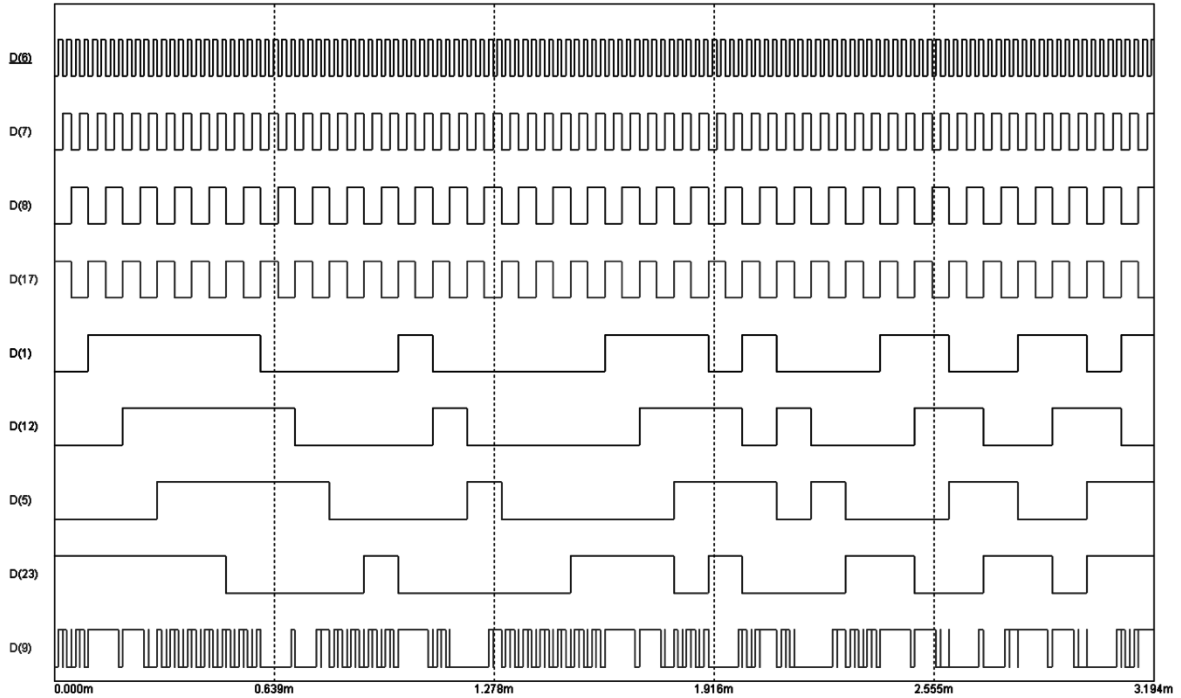 D(6)
D(7)
D(8)
D(17)
D(1)
D(12)
D(5)
D(23)
D(9)
0.000m 0.639m 1.278m 1.916m 2.555m 3.194m